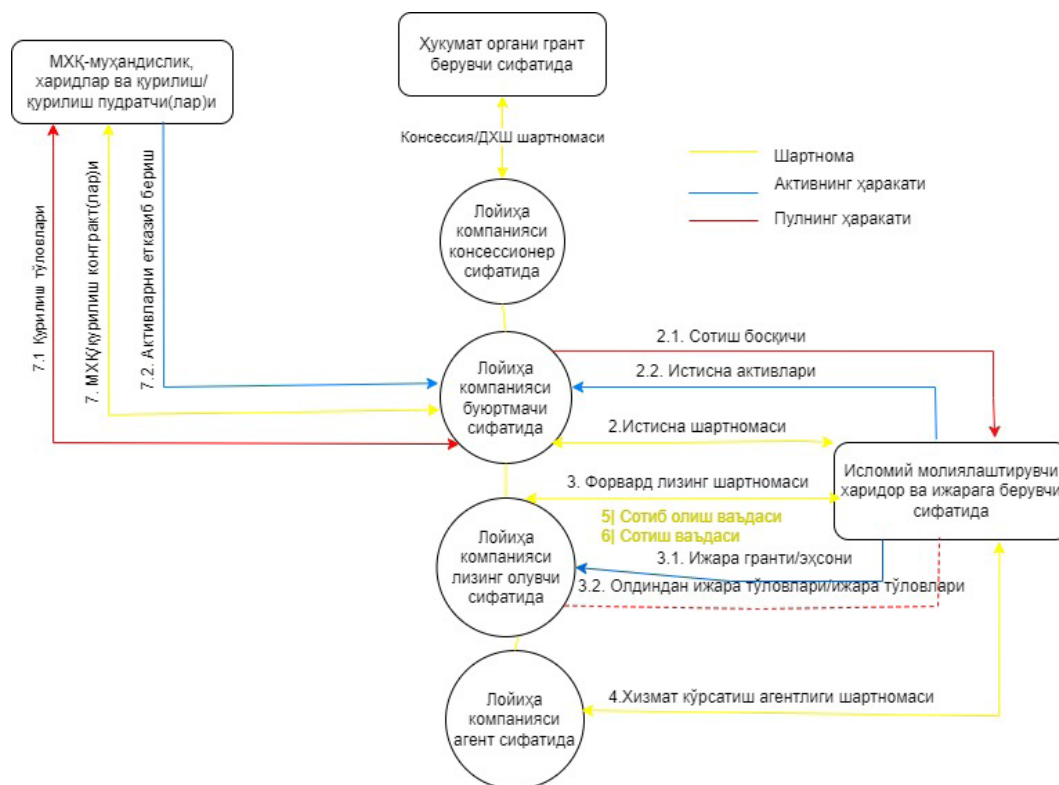 МХҚ-муҳандислик,
харидлар ва қурилиш/
қурилиш пудратчи(лар)и
Ҳукумат органи грант
берувчи сифатида
Консессия/ДХШ шартномаси
Шартнома
Активнинг ҳаракати
Пулнинг ҳаракати
Лойиҳа
компанияси
консессионер
сифатида
7.1 Қурилиш тўловлари
7. МХҚ/қурилиш контракт(лар)и
7.2. Активларни етказиб бериш
2.1. Сотиш босқичи
2.2. Истисна активлари
Лойиҳа
компанияси
буюртмачи
сифатида
2.Истисна шартномаси
Исломий молиялаштирувчи
харидор ва ижарага берувчи
сифатида
3. Форвард лизинг шартномаси
5| Сотиб олиш ваъдаси
6| Сотиш ваъдаси
Лойиҳа
компанияси
лизинг олувчи
сифатида
3.1. Ижара гранти/эҳсони
3.2. Олдиндан ижара тўловлари/ижара тўловлари
4.Хизмат кўрсатиш агентлиги шартномаси
Лойиҳа
компанияси
агент сифатида